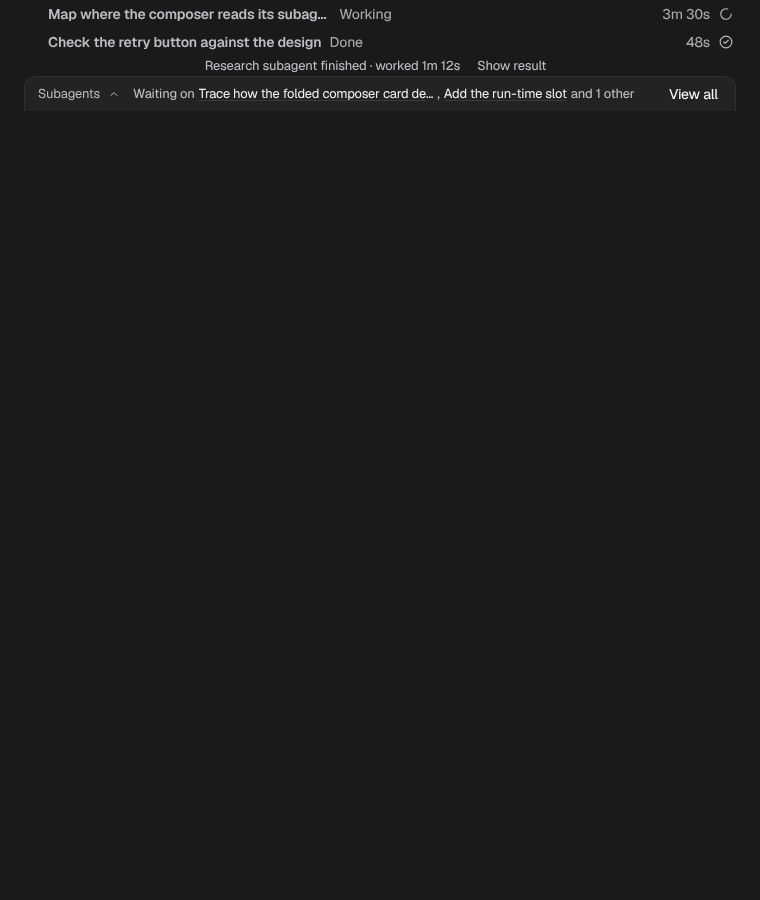 Map where the composer reads its subag... Working 3m 30s
Check the retry button against the design Done 48s
Research subagent finished · worked 1m 12s Show result
Subagents Waiting on Trace how the folded composer card de... , Add the run-time slot and 1 other View all